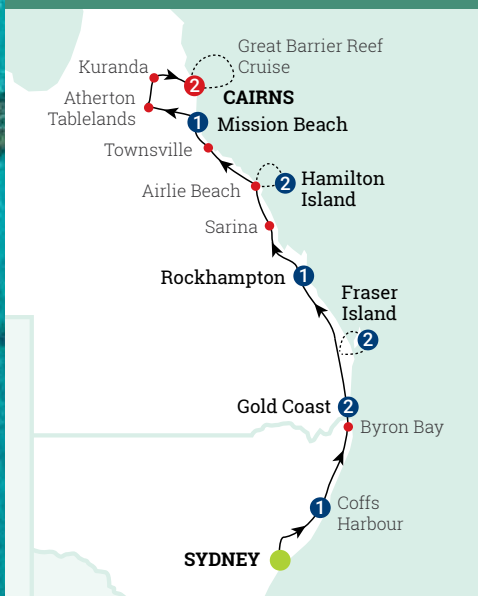 Great Barrier Reef
Cruise
Kuranda
2
CAIRNS
Atherton
Tablelands
1
Mission Beach
Townsville
Airlie Beach
2
Hamilton
Island
Sarina
Rockhampton
1
Fraser
Island
2
Gold Coast
2
Byron Bay
1
Coffs
Harbour
SYDNEY